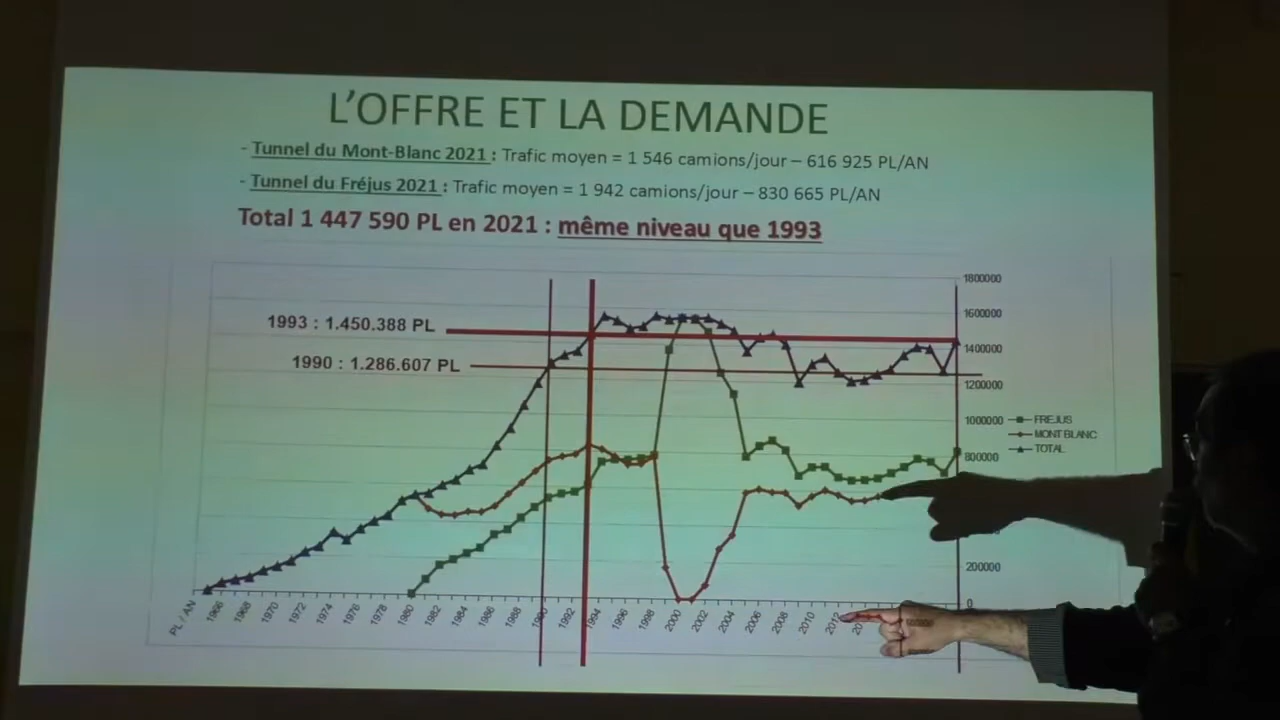 L'OFFRE ET LA DEMANDE
- Tunnel du Mont-Blanc 2021 : Trafic moyen = 1 546 camions/jour – 616 925 PL/AN
- Tunnel du Fréjus 2021 : Trafic moyen = 1 942 camions/jour – 830 665 PL/AN
Total 1 447 590 PL en 2021 : même niveau que 1993
1800000
1600000
1993 : 1.450.388 PL
1400000
1990 : 1.286.607 PL
1200000
1000000
FREJUS
MONT BLANC
TOTAL
800000
200000
0
PL / AN 1966 1968 1970 1972 1974 1976 1978 1980 1982 1984 1986 1988 1990 1992 1994 1996 1998 2000 2002 2004 2006 2008 2010 2012